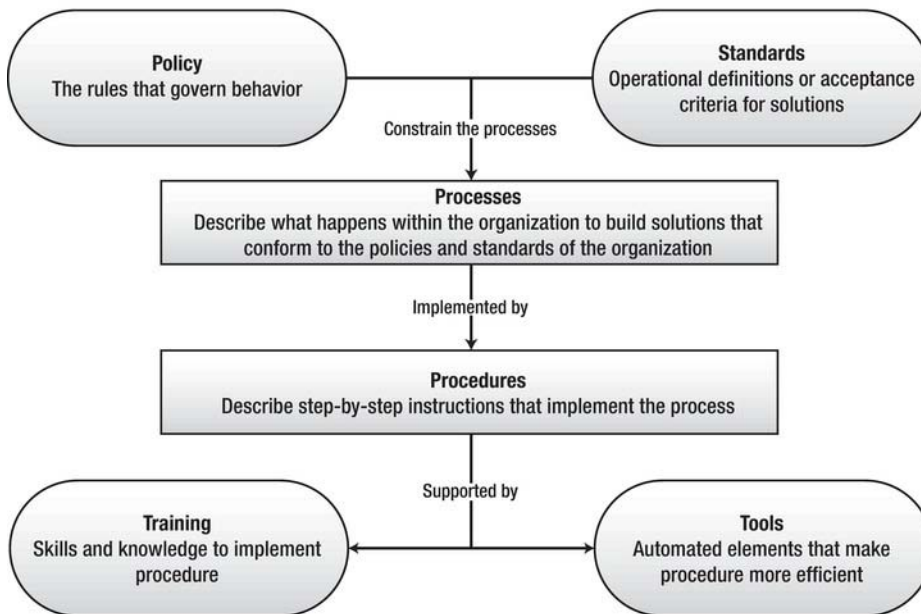 Policy
The rules that govern behavior
Standards
Operational definitions or acceptance
criteria for solutions
Constrain the processes
Processes
Describe what happens within the organization to build solutions that
conform to the policies and standards of the organization
Implemented by
Procedures
Describe step-by-step instructions that implement the process
Supported by
Training
Skills and knowledge to implement
procedure
Tools
Automated elements that make
procedure more efficient